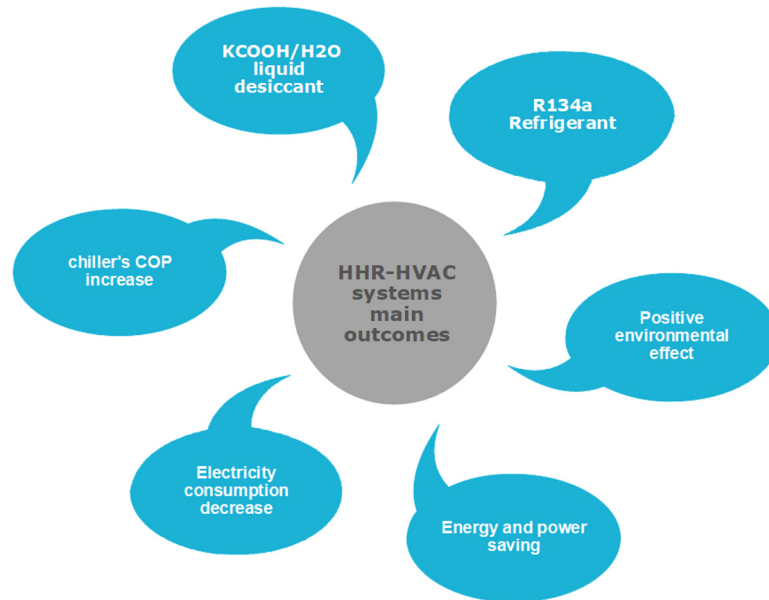 KCOOH/H2O
liquid
desiccant
R134a
Refrigerant
HHR-HVAC
systems
main
outcomes
chiller's COP
increase
Positive
environmental
effect
Electricity
consumption
decrease
Energy and power
saving